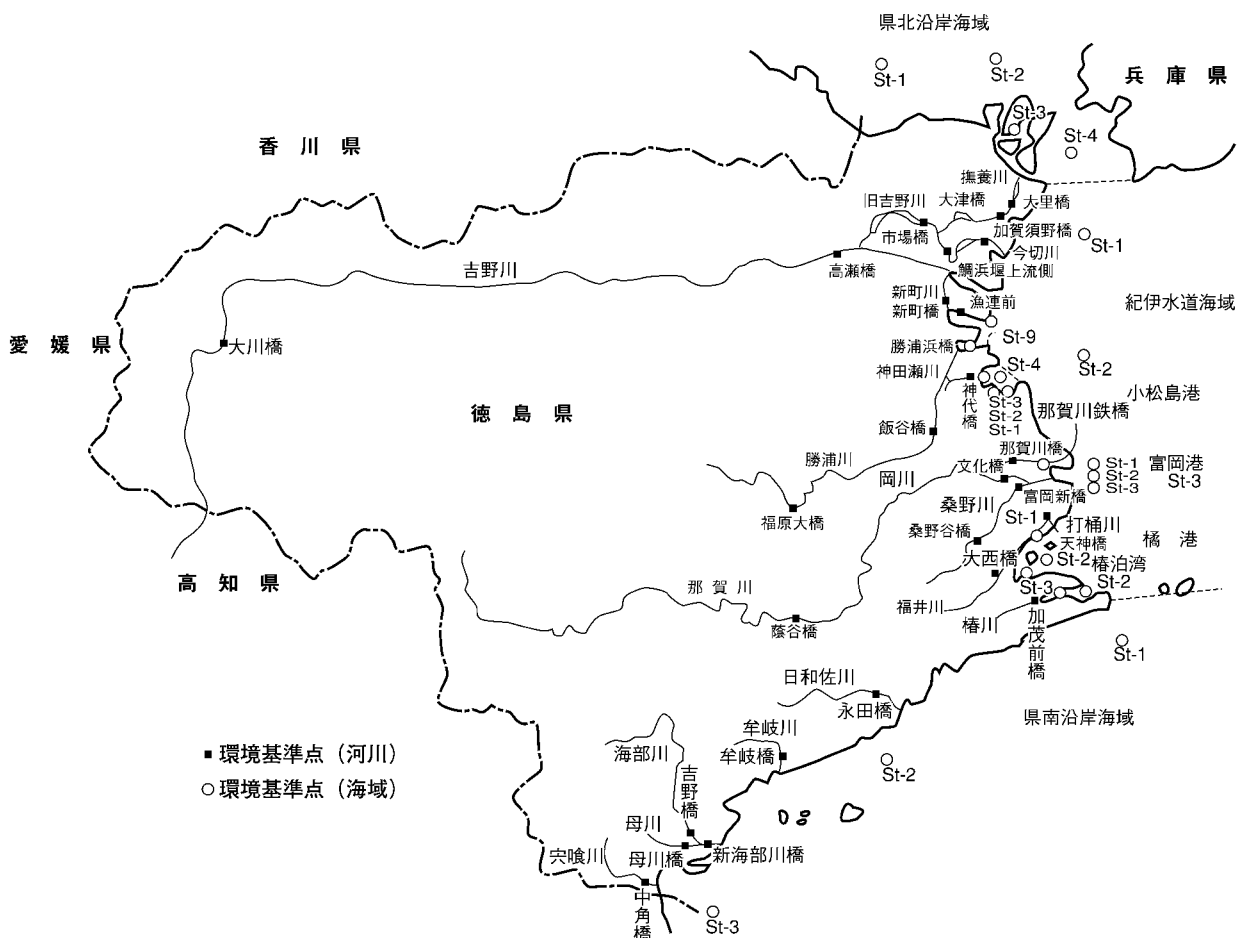 県北沿岸海域
St-1
St-2
兵庫県
St-3
St-4
香川県
撫養川
旧吉野川
大津橋
大里橋
市場橋
加賀須野橋
St-1
今切川
吉野川
高瀬橋
鯛浜堰上流側
新町川
漁連前
新町橋
紀伊水道海域
愛媛県
大川橋
St-9
勝浦浜橋
神田瀬川
St-4
St-2
小松島港
徳島県
神代橋
St-3
St-2
St-1
那賀川鉄橋
飯谷橋
那賀川橋
勝浦川
文化橋
St-1
富岡港
岡川
St-2
St-3
St-3
福原大橋
桑野川
富岡新橋
St-1
打樋川
桑野谷橋
天神橋
橘港
大西橋
St-2
椿泊湾
高知県
那賀川
St-3
St-2
福井川
椿川
加茂前橋
蔭谷橋
St-1
日和佐川
永田橋
県南沿岸海域
牟岐川
海部川
牟岐橋
■環境基準点（河川）
○環境基準点（海域）
St-2
吉野橋
母川
宍喰川
母川橋
新海部川橋
中角橋
St-3